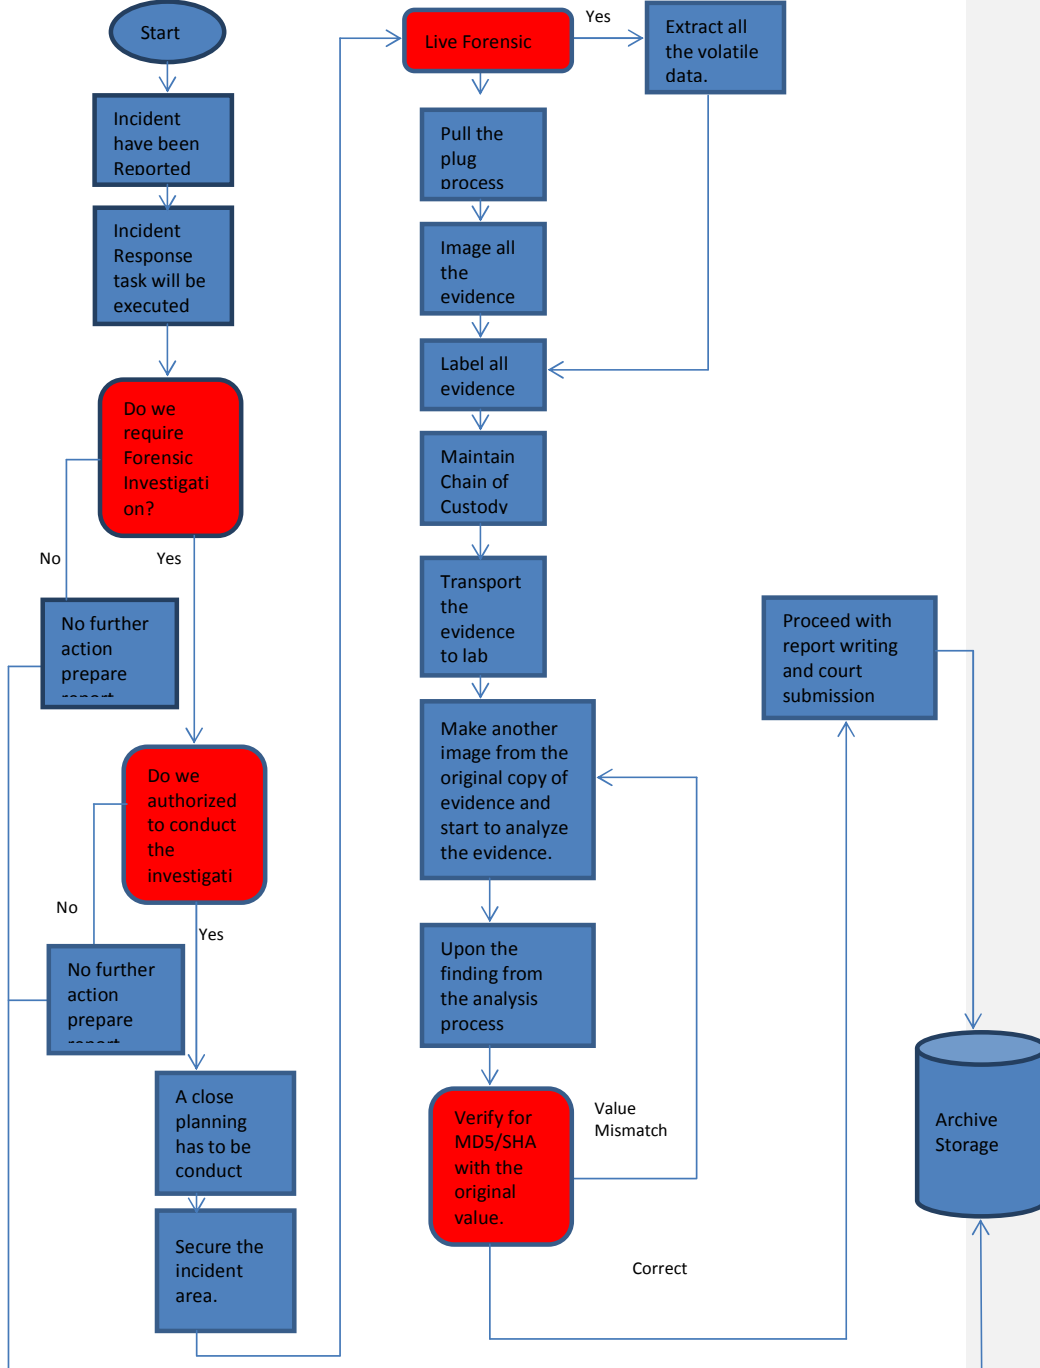 Start
Incident
have been
Reported
Incident
Response
task will be
executed
Do we
require
Forensic
Investigati
on?
No
Yes
No further
action
prepare
report
Do we
authorized
to conduct
the
investigati
No
Yes
No further
action
prepare
report
A close
planning
has to be
conduct
Secure the
incident
area.
Live Forensic
Yes
Extract all
the volatile
data.
Pull the
plug
process
Image all
the
evidence
Label all
evidence
Maintain
Chain of
Custody
Transport
the
evidence
to lab
Make another
image from the
original copy of
evidence and
start to analyze
the evidence.
Upon the
finding from
the analysis
process
Verify for
MD5/SHA
with the
original
value.
Value
Mismatch
Correct
Proceed with
report writing
and court
submission
Archive
Storage